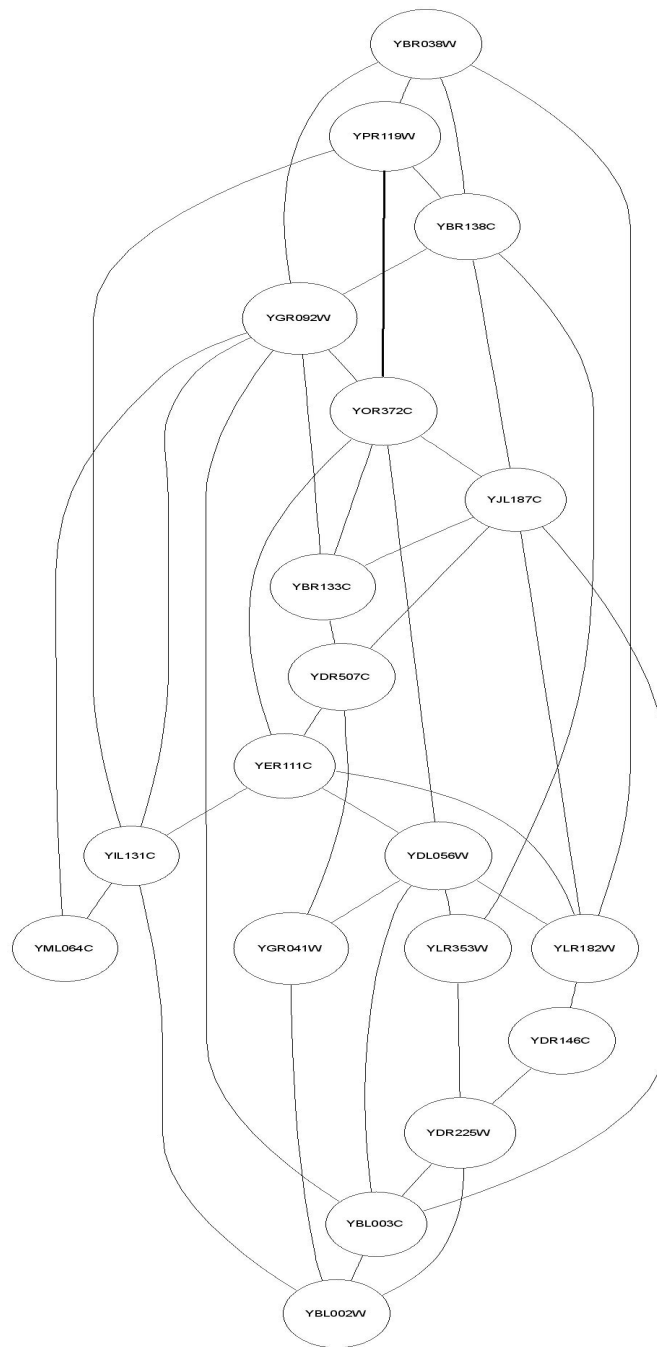 YBR038W
YPR119W
YBR138C
YGR092W
YOR372C
YJL187C
YBR133C
YDR507C
YER111C
YIL131C
YDL056W
YML064C
YGR041W
YLR353W
YLR182W
YDR146C
YDR225W
YBL003C
YBL002W